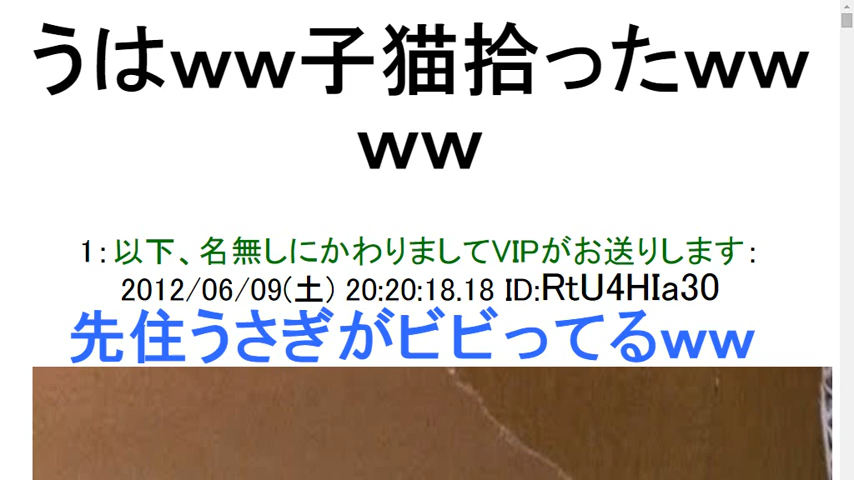 うはww子猫拾ったww
ww
1：以下、名無しにかわりましてVIPがお送りします：
2012/06/09(土) 20:20:18.18 ID:RtU4HIa30
先住うさぎがビビってるww